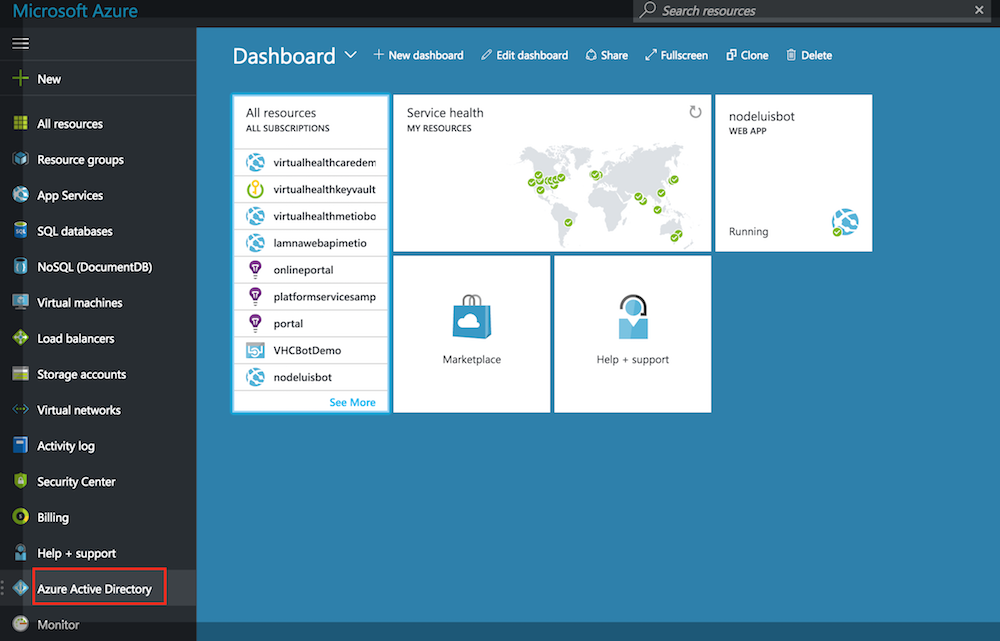 Microsoft Azure
Search resources
New
All resources
Resource groups
App Services
SQL databases
NoSQL (DocumentDB)
Virtual machines
Load balancers
Storage accounts
Virtual networks
Activity log
Security Center
Billing
Help + support
Azure Active Directory
Monitor
Dashboard
New dashboard
Edit dashboard
Share
Fullscreen
Clone
Delete
All resources
ALL SUBSCRIPTIONS
virtualhealthcaredem
virtualhealthkeyvault
virtualhealthmetiobo
lamnawebapimetio
onlineportal
platformservicesamp
portal
VHCBotDemo
nodeluisbot
See More
Service health
MY RESOURCES
nodeluisbot
WEB APP
Running
Marketplace
Help + support